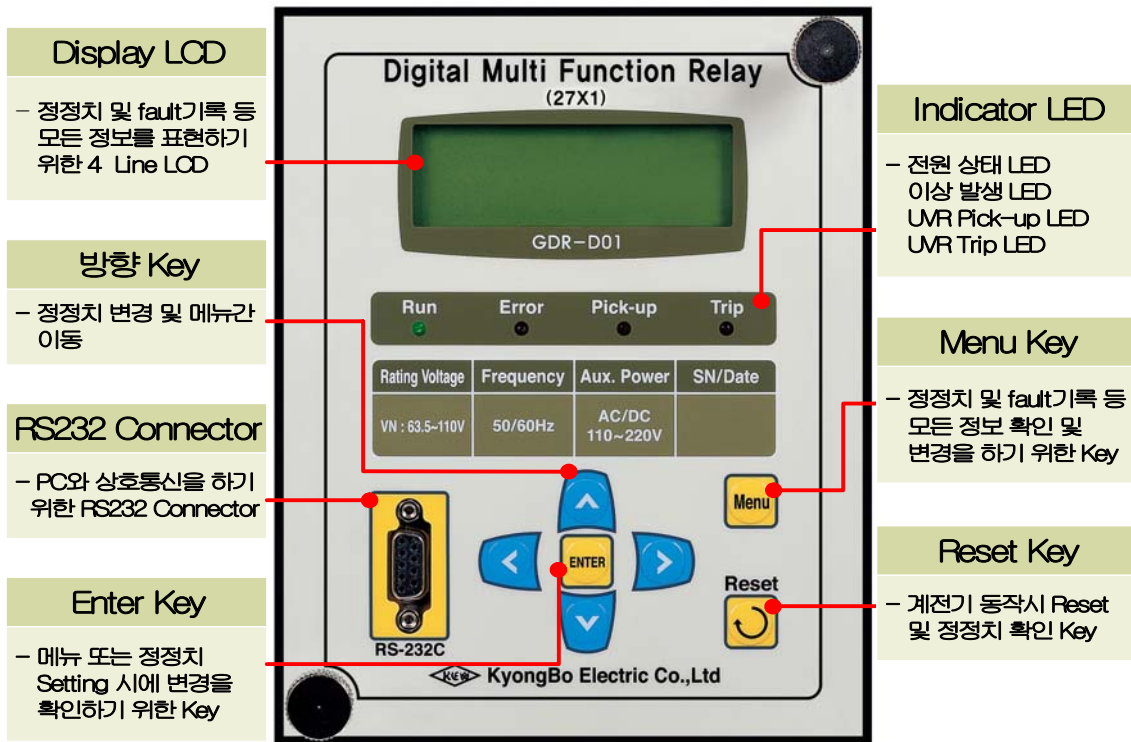 Display LCD
- 정정치 및 fault기록 등
모든 정보를 표현하기
위한 4 Line LCD
방향 Key
- 정정치 변경 및 메뉴간
이동
RS232 Connector
- PC와 상호통신을 하기
위한 RS232 Connector
Enter Key
- 메뉴 또는 정정치
Setting 시에 변경을
확인하기 위한 Key
Digital Multi Function Relay
(27X1)
GDR-D01
Run Error Pick-up Trip
Rating Voltage Frequency Aux. Power SN/Date
VN : 63.5~110V 50/60Hz AC/DC
110~220V
Menu
ENTER
Reset
RS-232C
KEW KyongBo Electric Co.,Ltd
Indicator LED
- 전원 상태 LED
이상 발생 LED
UVR Pick-up LED
UVR Trip LED
Menu Key
- 정정치 및 fault기록 등
모든 정보 확인 및
변경을 하기 위한 Key
Reset Key
- 계전기 동작시 Reset
및 정정치 확인 Key